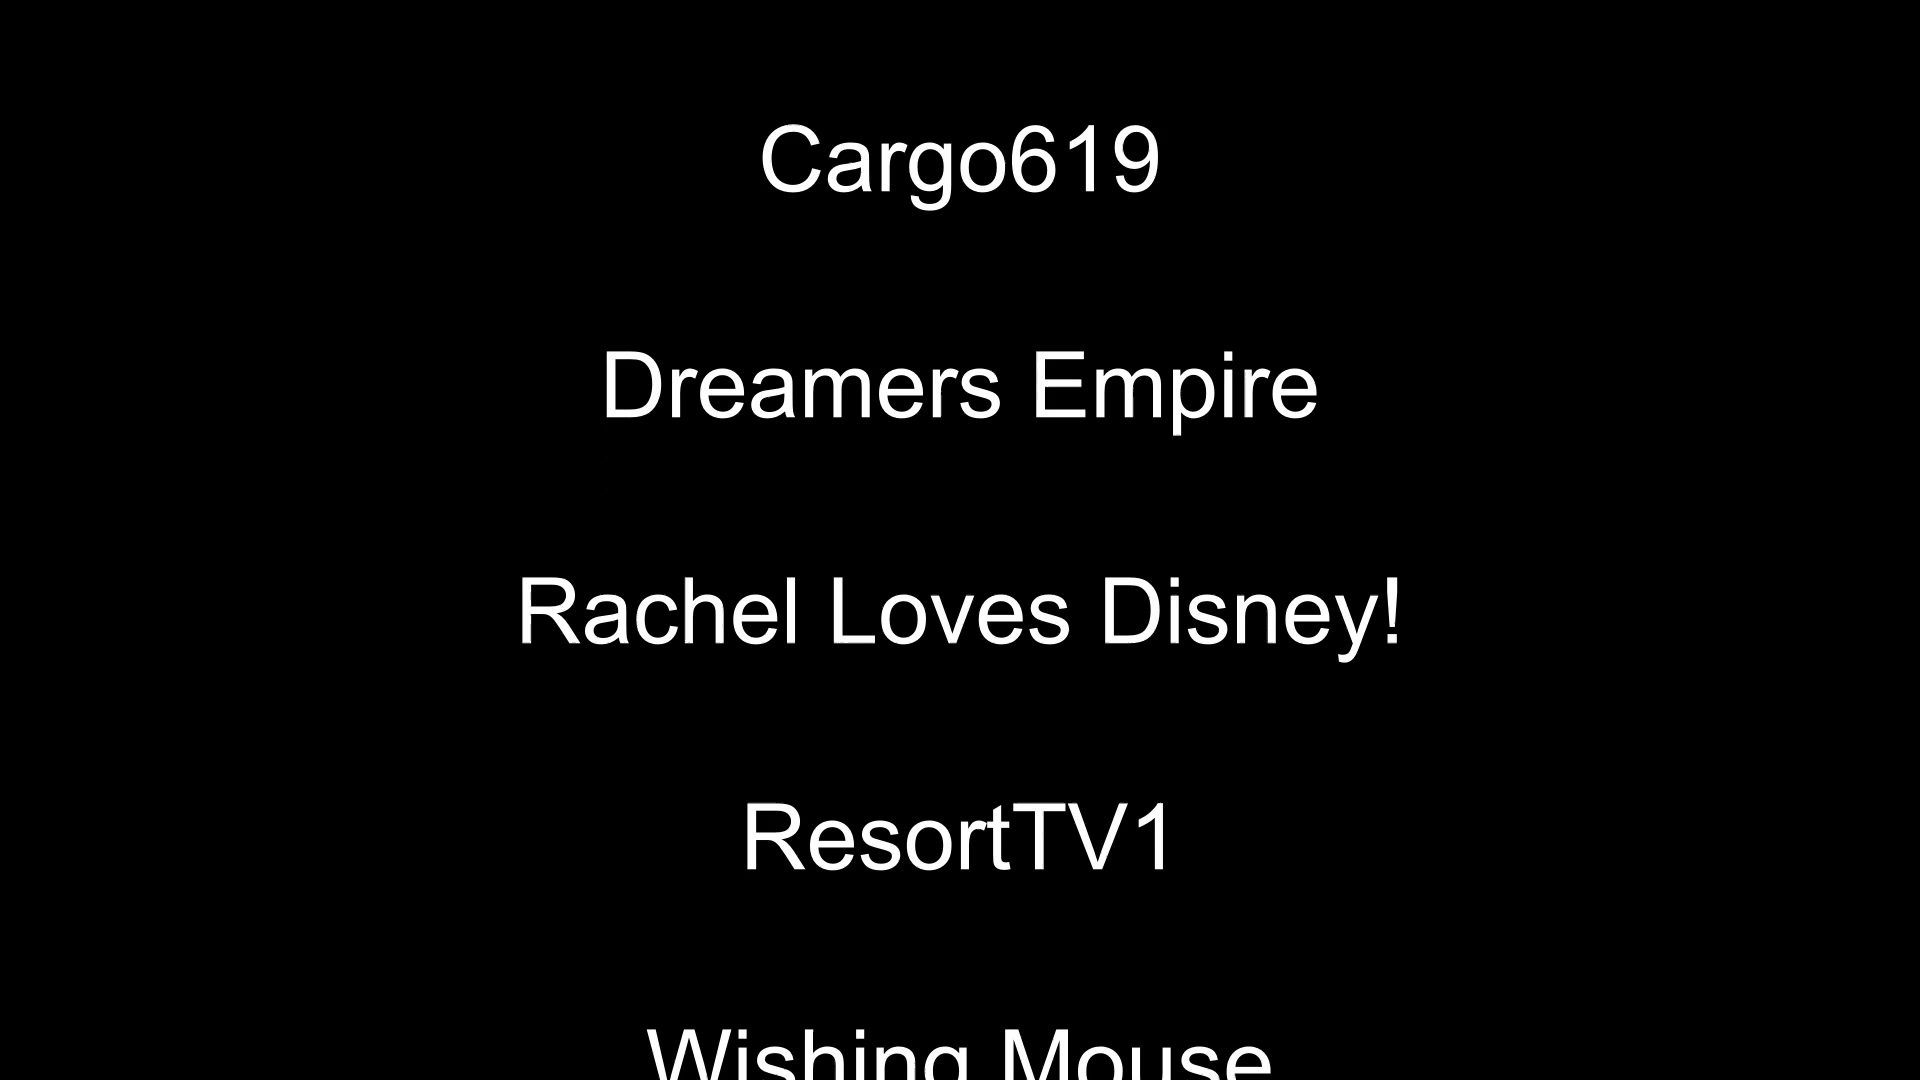 Cargo619
Dreamers Empire
Rachel Loves Disney!
ResortTV1
Wishing Mouse